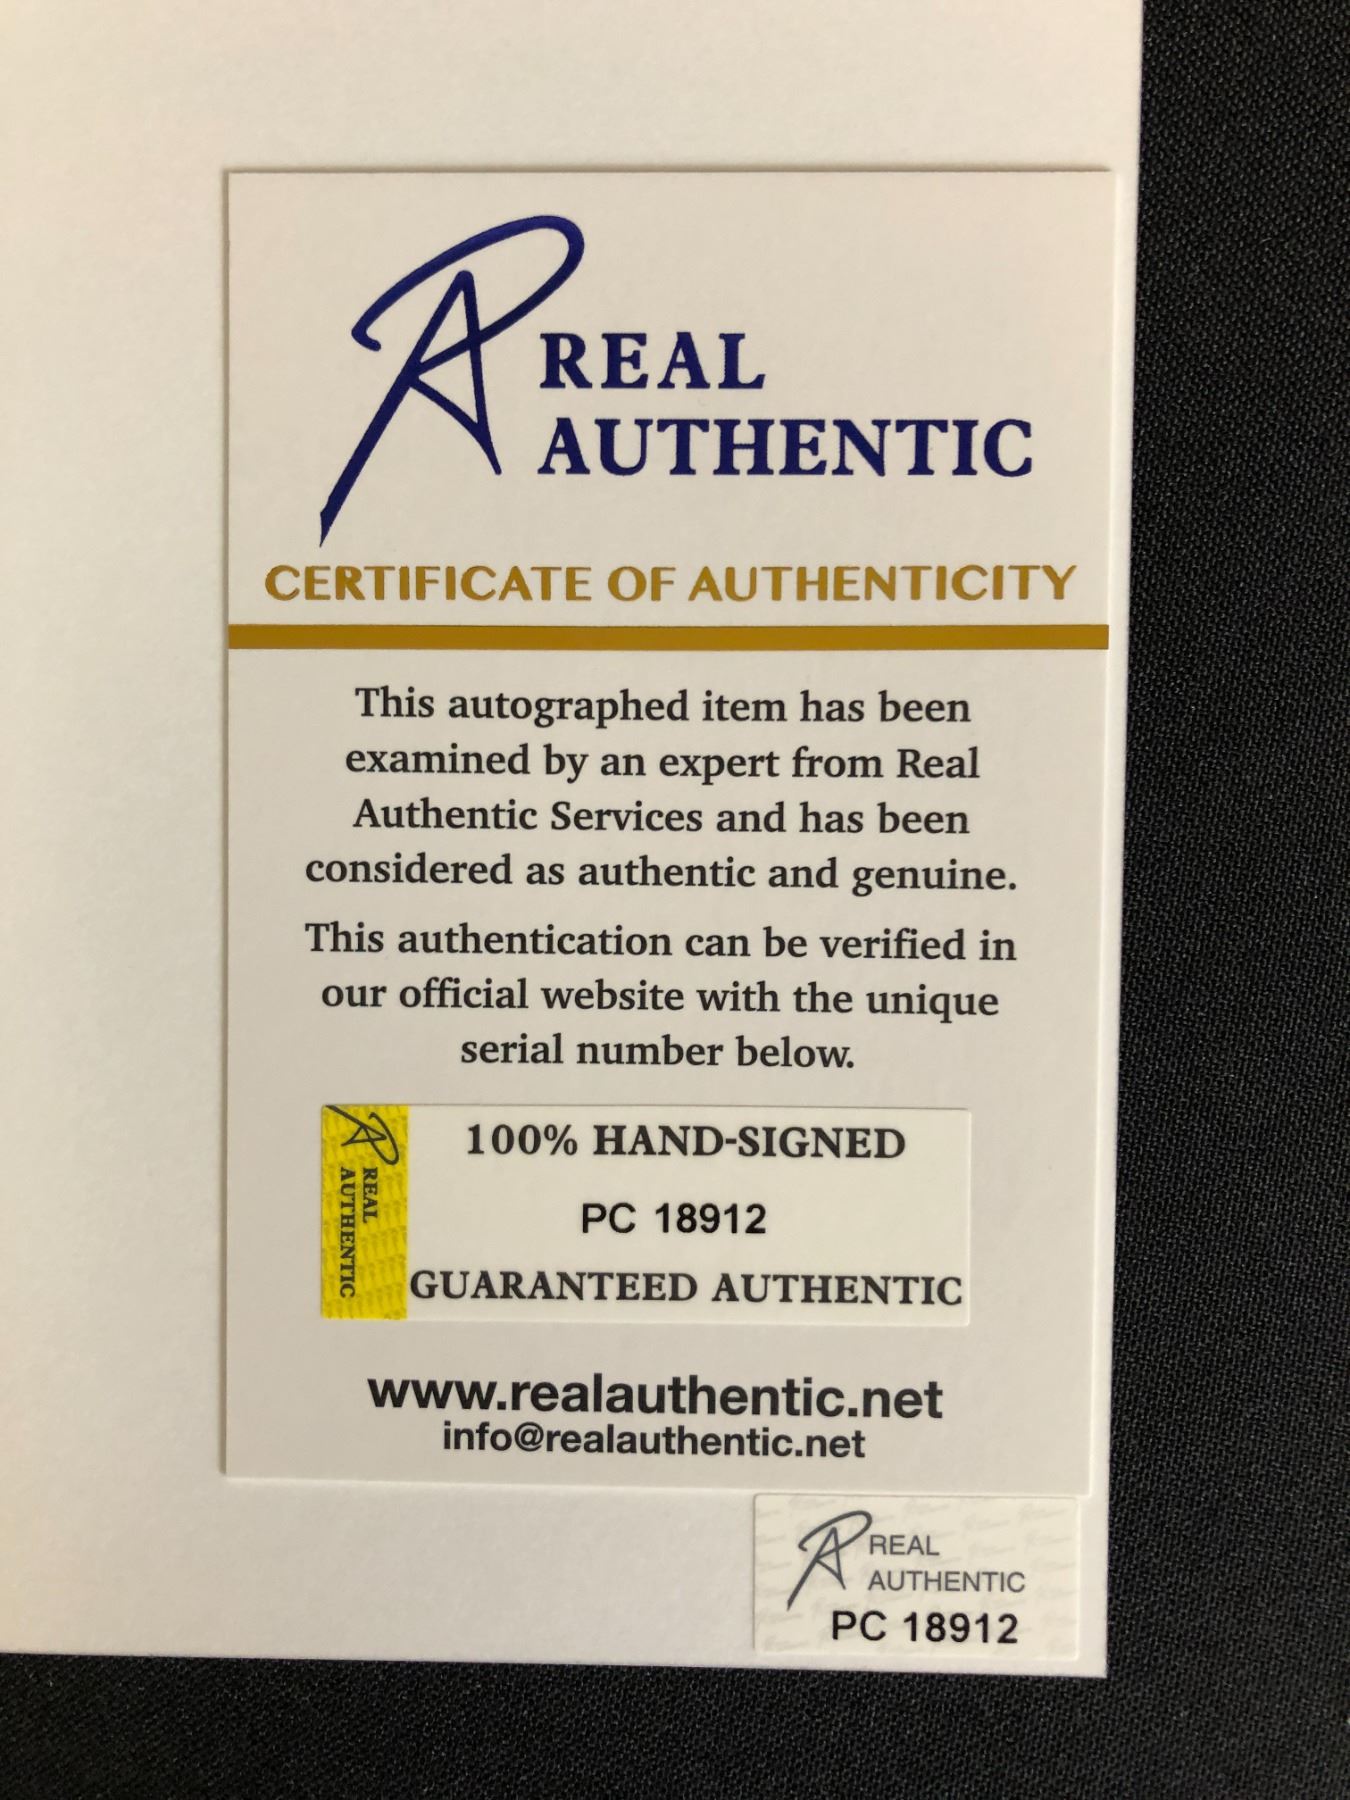 REAL
AUTHENTIC
CERTIFICATE OF AUTHENTICITY
This autographed item has been
examined by an expert from Real
Authentic Services and has been
considered as authentic and genuine.
This authentication can be verified in
our official website with the unique
serial number below.
REAL
AUTHENTIC
100% HAND-SIGNED
PC 18912
GUARANTEED AUTHENTIC
www.realauthentic.net
info@realauthentic.net
REAL
AUTHENTIC
PC 18912